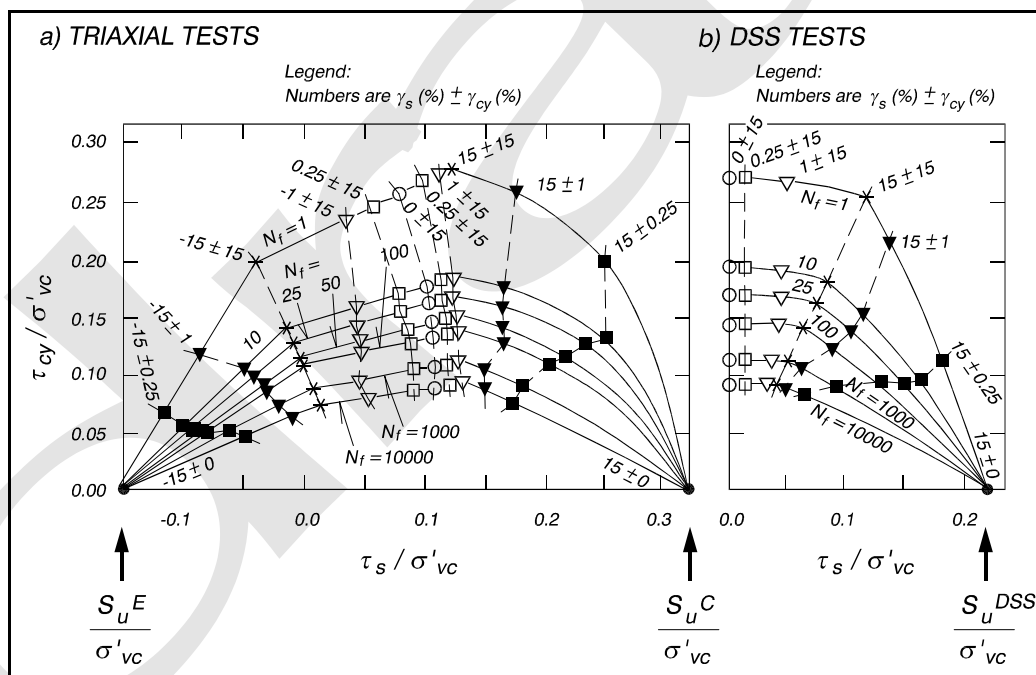 a) TRIAXIAL TESTS
b) DSS TESTS
Legend:
Numbers are γs (%) ± γcy (%)
Legend:
Numbers are γs (%) ± γcy (%)
0.30
0.25
0.20
0.15
0.10
0.05
0.00
τcy / σ'vc
-0.1
0.0
0.1
0.2
0.3
τs / σ'vc
-15 ± 0.25
-15 ± 1
-15 ± 15
-1 ± 15
0.25 ± 15
0 ± 15
0.25 ± 15
1 ± 15
15 ± 15
15 ± 1
15 ± 0.25
15 ± 0
-15 ± 0
Nf = 1
10
Nf =
25
50
100
Nf = 1000
Nf = 10000
SuE
σ'vc
SuC
σ'vc
0 ± 15
0.25 ± 15
1 ± 15
15 ± 15
15 ± 1
15 ± 0.25
15 ± 0
Nf = 1
10
25
100
Nf = 1000
Nf = 10000
0.0
0.1
0.2
τs / σ'vc
SuDSS
σ'vc